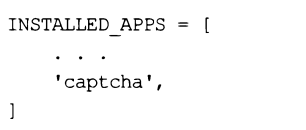 INSTALLED_APPS = [
. . .
'captcha',
]